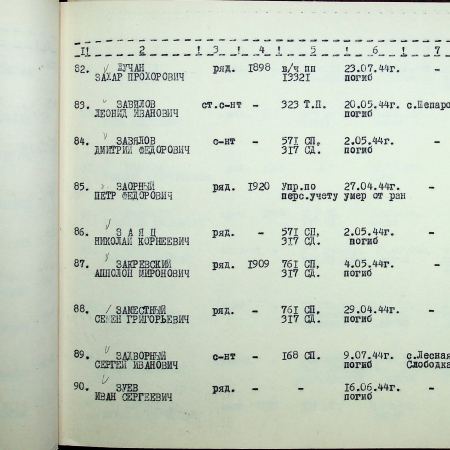 1! 2 ! 3 ! 4 ! 5 ! 6 ! 7
82. ЖУЧАН ряд. 1898 в/ч пп 23.07.44г. -
ЗАХАР ПРОХОРОВИЧ 13321 погиб
83. ЗАВИЛОВ ст.с-нт - 323 Т.П. 20.05.44г. с.Шепаро
ЛЕОНИД ИВАНОВИЧ погиб
84. ЗАВЯЛОВ с-нт - 571 СП, 2.05.44г. -
ДМИТРИЙ ФЕДОРОВИЧ 317 СД. погиб
85. ЗАОРНЫЙ ряд. 1920 Упр.по 27.04.44г. -
ПЕТР ФЕДОРОВИЧ перс.учету умер от ран
86. З А Я Ц ряд. - 571 СП, 2.05.44г. -
НИКОЛАЙ КОРНЕЕВИЧ 317 СД. погиб
87. ЗАКРЕВСКИЙ ряд. 1909 761 СП, 4.05.44г. -
АППОЛОН МИРОНОВИЧ 317 СД. погиб
88. ЗАМЕСТНЫЙ ряд. - 761 СП, 29.04.44г. -
СЕМЕН ГРИГОРЬЕВИЧ 317 СД. погиб
89. ЗАДВОРНЫЙ с-нт - 168 СП. 9.07.44г. с.Лесная
СЕРГЕЙ ИВАНОВИЧ погиб Слободка
90. ЗУЕВ ряд. - - 16.06.44г. -
ИВАН СЕРГЕЕВИЧ погиб